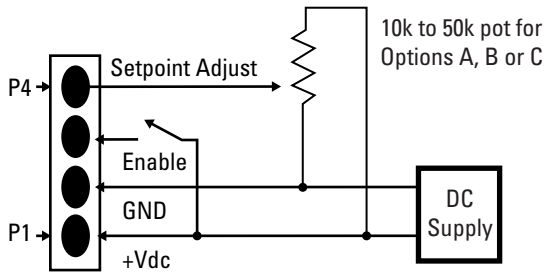 10k to 50k pot for
Options A, B or C
Setpoint Adjust
P4
Enable
GND
DC
Supply
P1
+Vdc